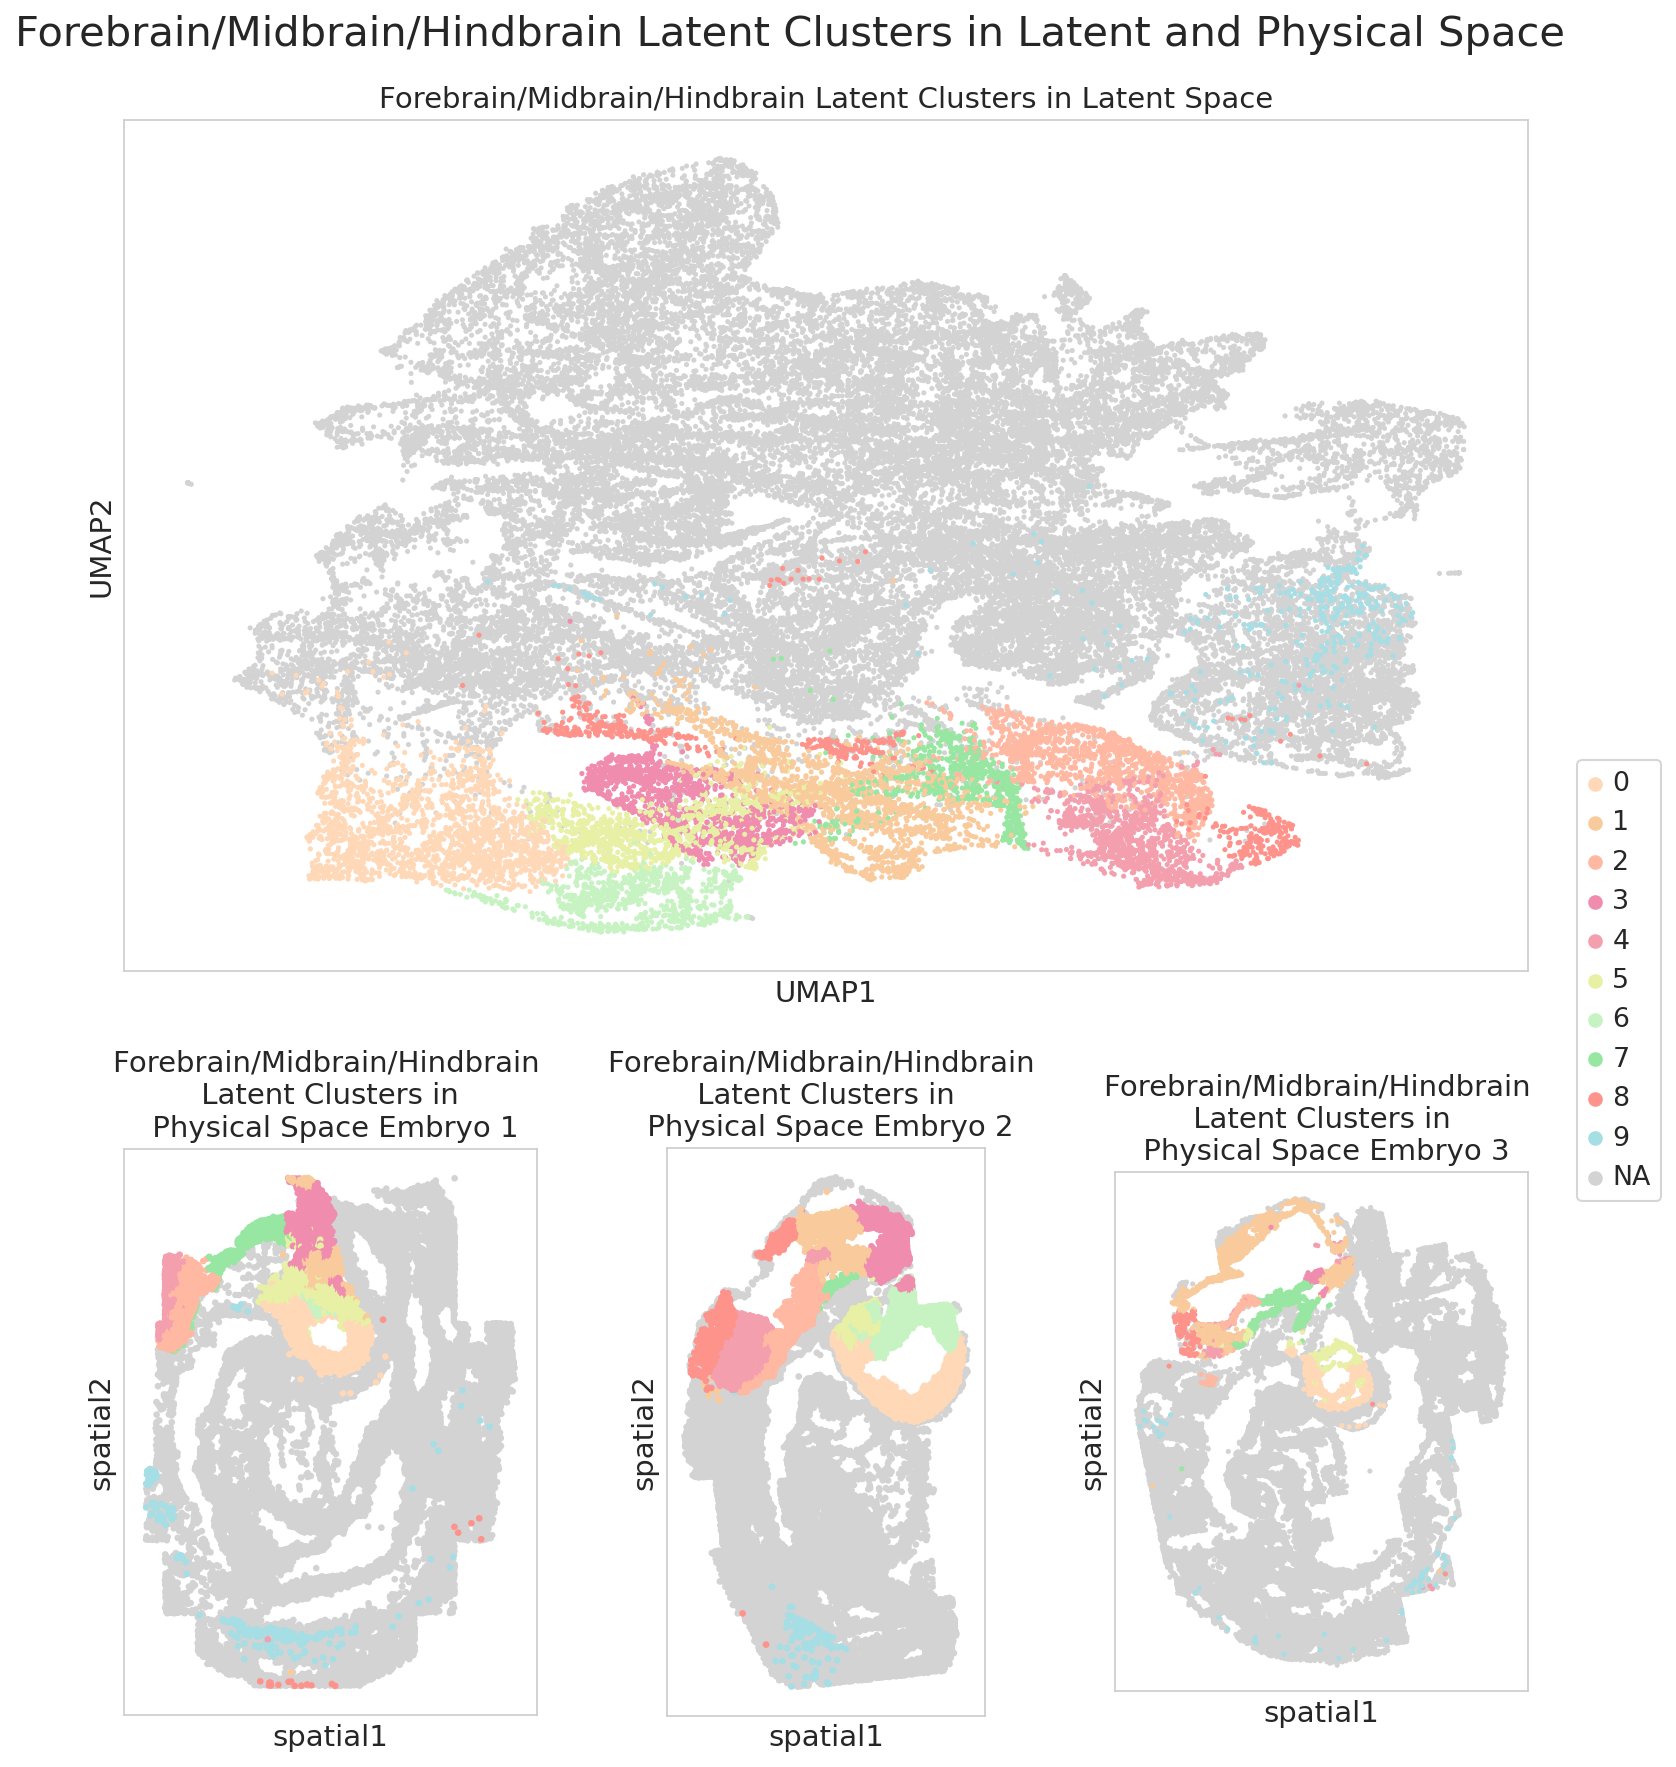 Forebrain/Midbrain/Hindbrain Latent Clusters in Latent and Physical Space
Forebrain/Midbrain/Hindbrain Latent Clusters in Latent Space
UMAP2
UMAP1
0
1
2
3
4
5
6
7
8
9
NA
Forebrain/Midbrain/Hindbrain
Latent Clusters in
Physical Space Embryo 1
spatial2
spatial1
Forebrain/Midbrain/Hindbrain
Latent Clusters in
Physical Space Embryo 2
spatial2
spatial1
Forebrain/Midbrain/Hindbrain
Latent Clusters in
Physical Space Embryo 3
spatial2
spatial1